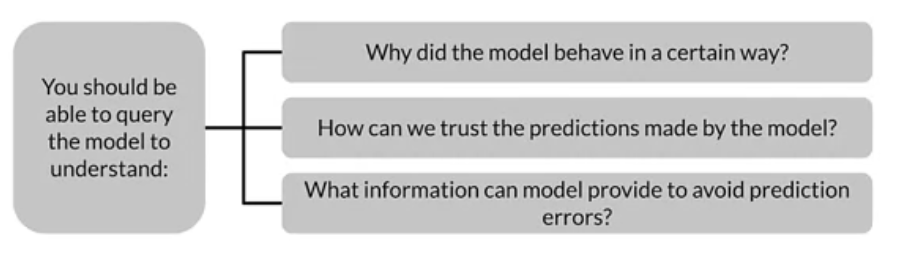 You should be
able to query
the model to
understand:
Why did the model behave in a certain way?
How can we trust the predictions made by the model?
What information can model provide to avoid prediction
errors?